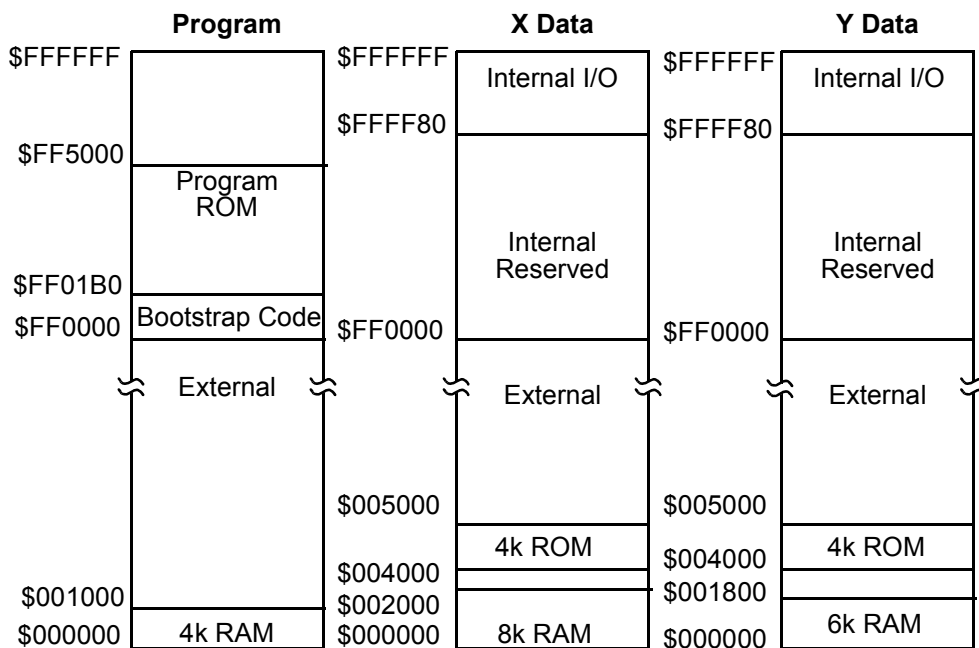 Program
$FFFFFF
$FF5000
Program
ROM
$FF01B0
Bootstrap Code
$FF0000
External
$001000
4k RAM
$000000
X Data
$FFFFFF
Internal I/O
$FFFF80
Internal
Reserved
$FF0000
External
$005000
4k ROM
$004000
$002000
8k RAM
$000000
Y Data
$FFFFFF
Internal I/O
$FFFF80
Internal
Reserved
$FF0000
External
$005000
4k ROM
$004000
$001800
6k RAM
$000000